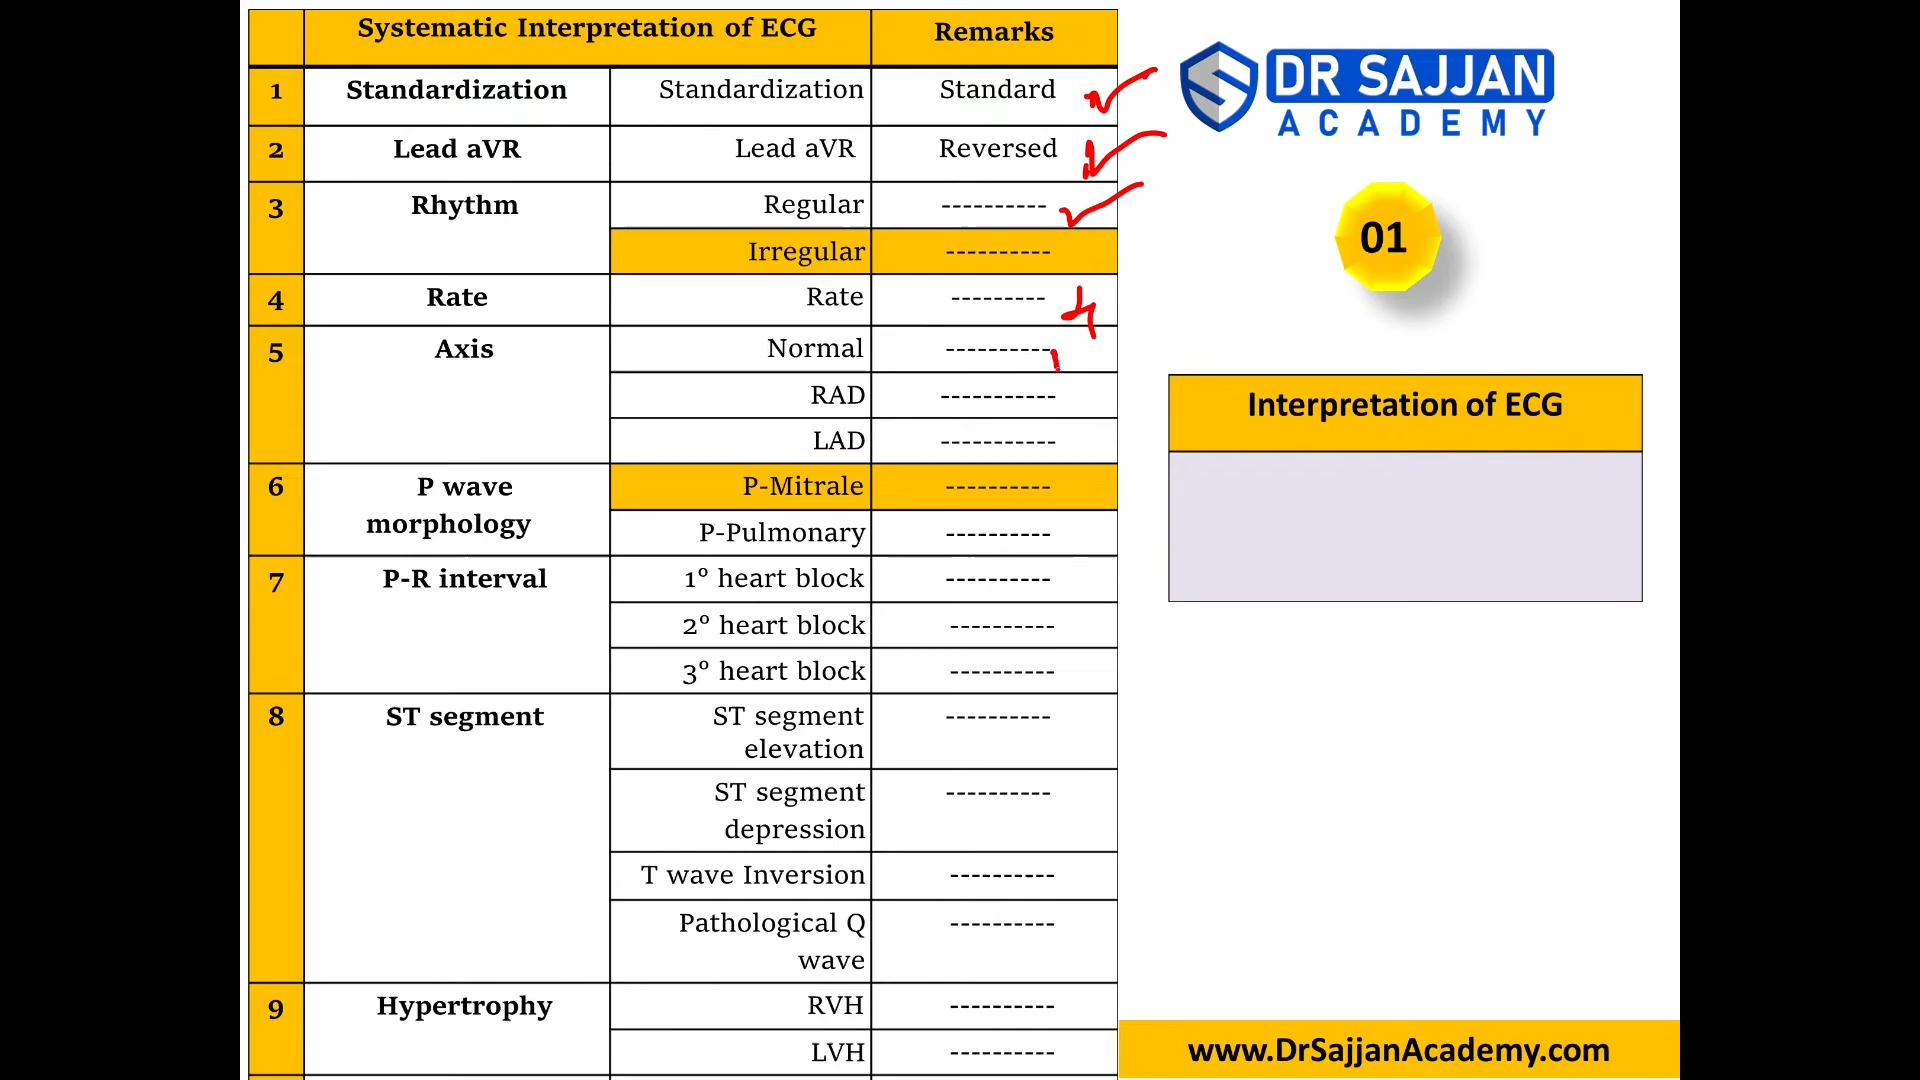 Systematic Interpretation of ECG Remarks
1 Standardization Standardization Standard
2 Lead aVR Lead aVR Reversed
3 Rhythm Regular ----------
Irregular ----------
4 Rate Rate ---------
5 Axis Normal ----------
RAD -----------
LAD -----------
6 P wave P-Mitrale ----------
morphology P-Pulmonary ----------
7 P-R interval 1° heart block ----------
2° heart block ----------
3° heart block ----------
8 ST segment ST segment ----------
elevation
ST segment ----------
depression
T wave Inversion ----------
Pathological Q ----------
wave
9 Hypertrophy RVH ----------
LVH ----------
DR SAJJAN
ACADEMY
01
Interpretation of ECG
www.DrSajjanAcademy.com